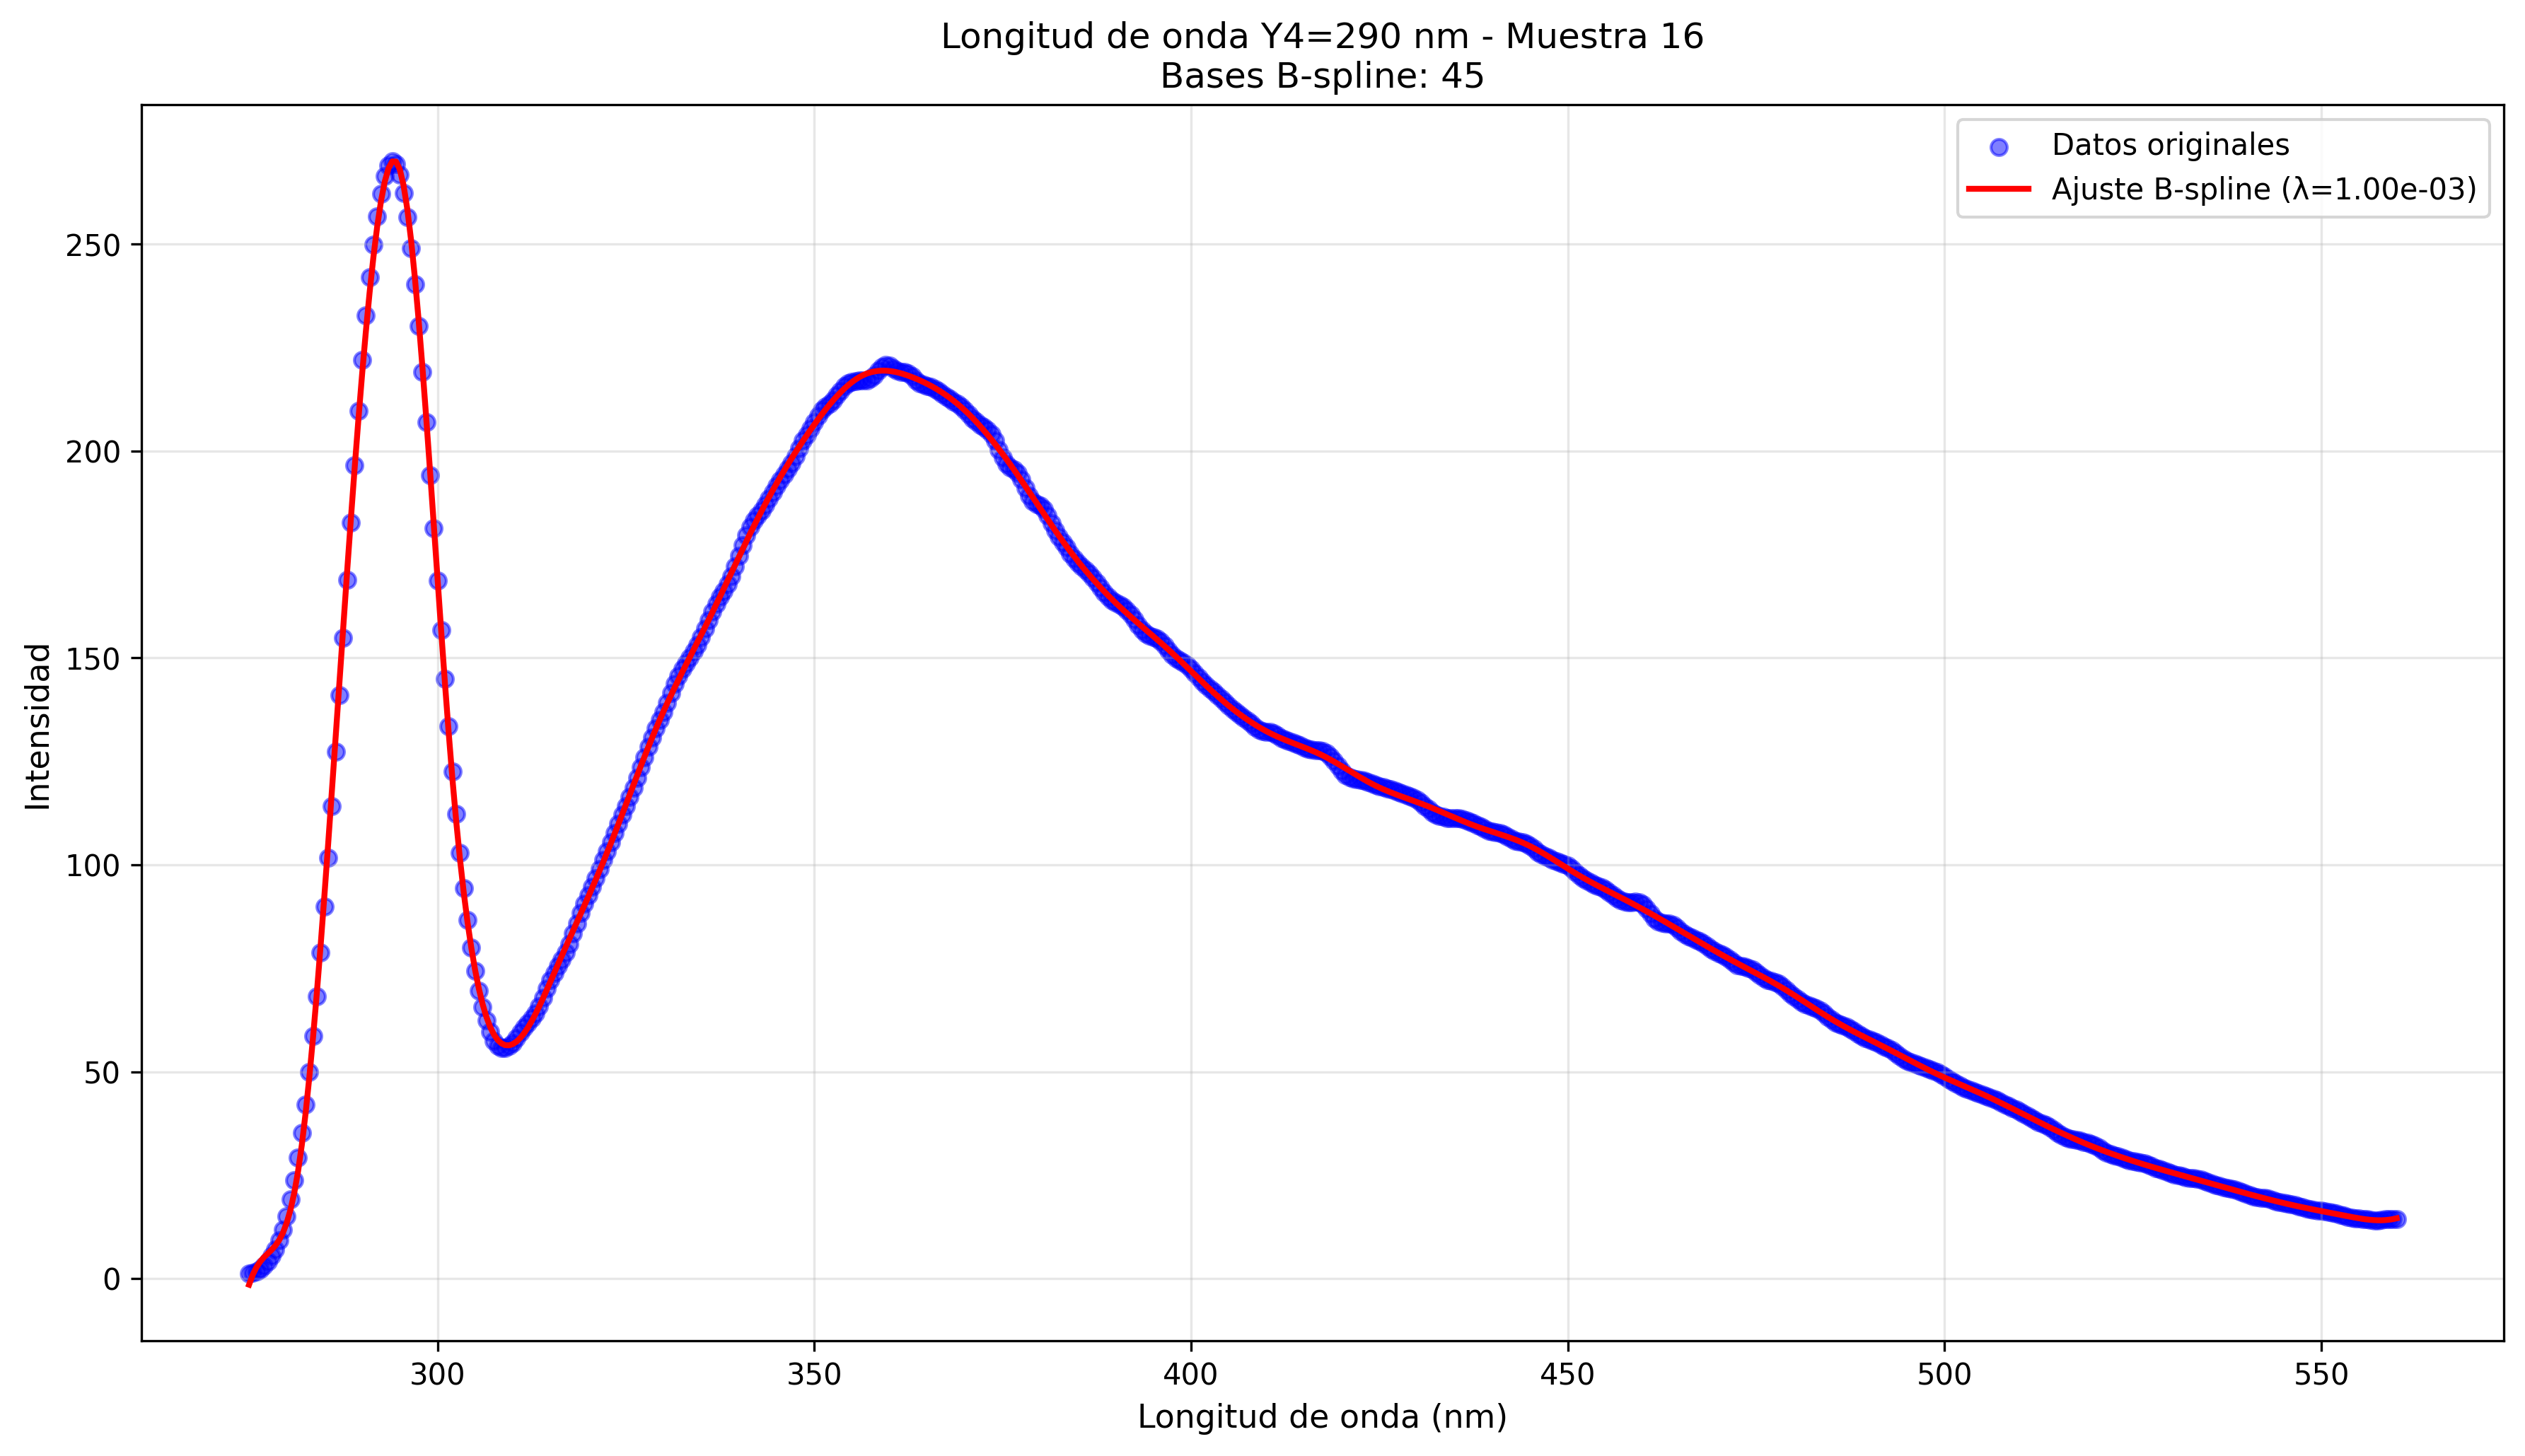 Longitud de onda Y4=290 nm - Muestra 16
Bases B-spline: 45
Datos originales
Ajuste B-spline (λ=1.00e-03)
Intensidad
250
200
150
100
50
0
300 350 400 450 500 550
Longitud de onda (nm)